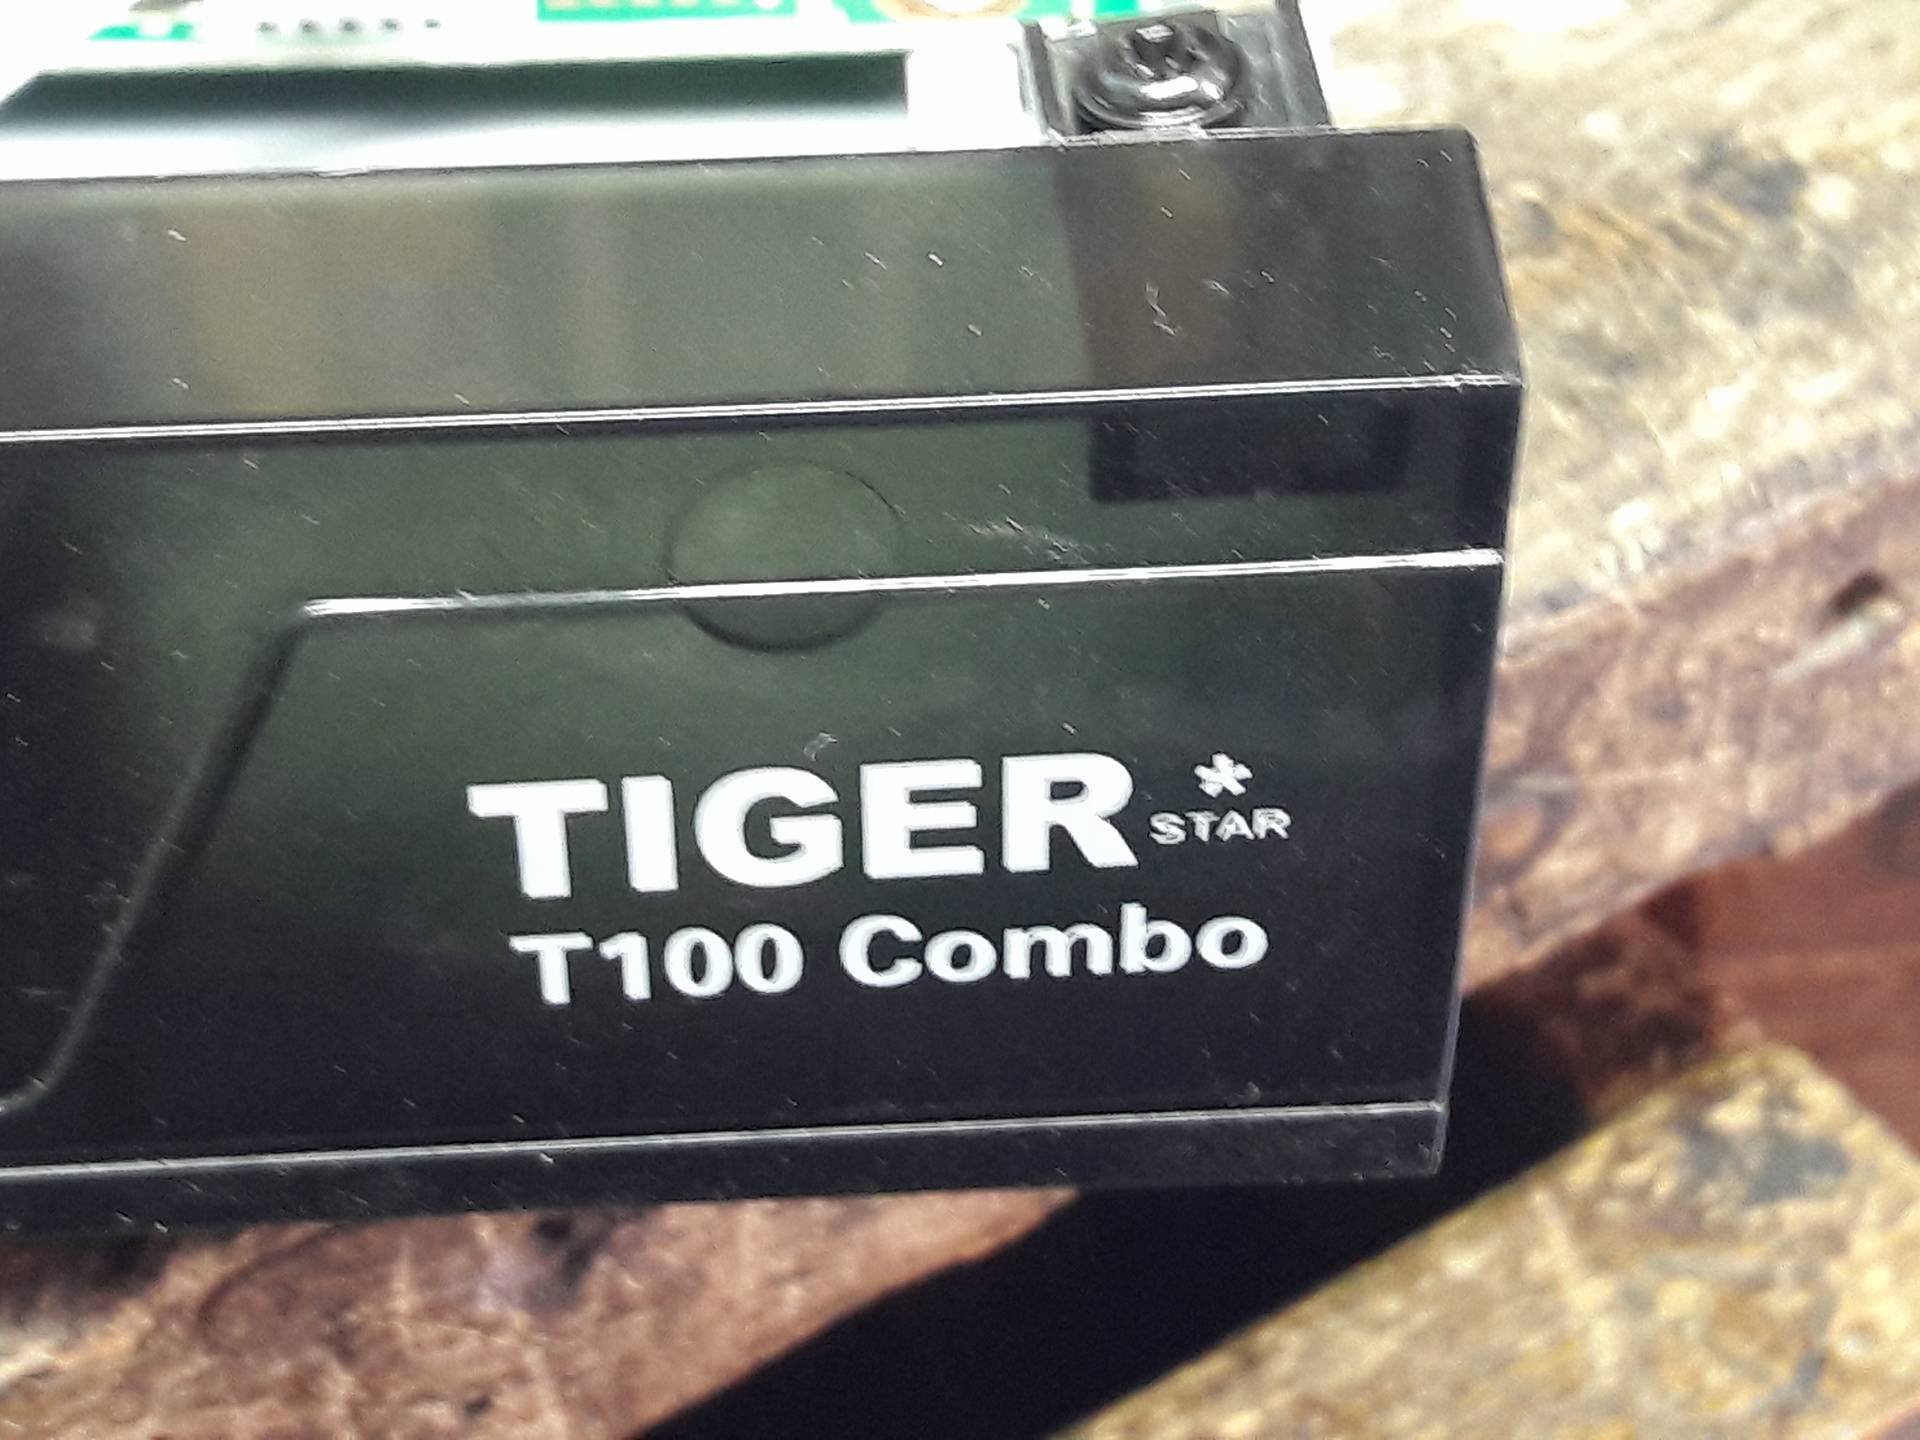 TIGER * STAR
T100 Combo